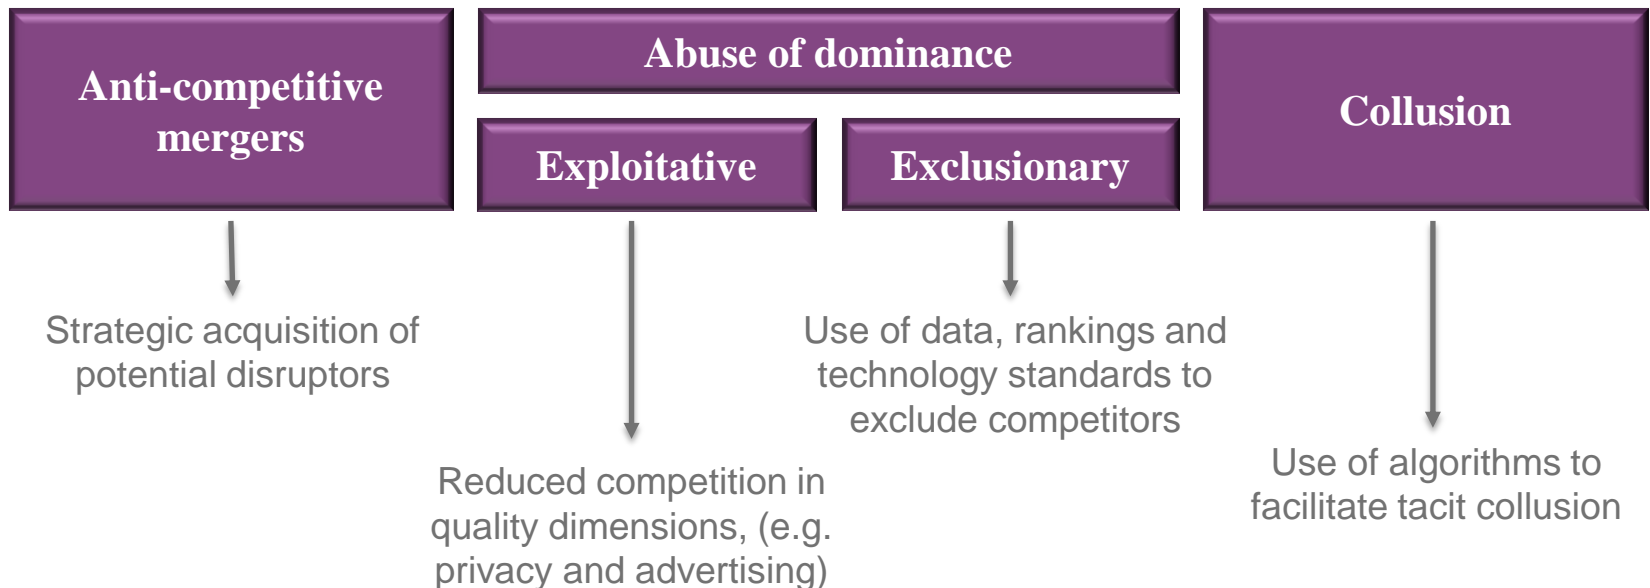 Anti-competitive
mergers
Abuse of dominance
Exploitative
Exclusionary
Collusion
Strategic acquisition of
potential disruptors
Reduced competition in
quality dimensions, (e.g.
privacy and advertising)
Use of data, rankings and
technology standards to
exclude competitors
Use of algorithms to
facilitate tacit collusion